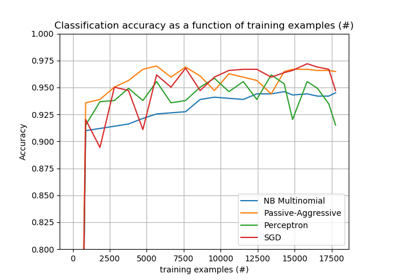 Classification accuracy as a function of training examples (#)
1.000
0.975
0.950
0.925
0.900
0.875
0.850
0.825
0.800
Accuracy
NB Multinomial
Passive-Aggressive
Perceptron
SGD
0 2500 5000 7500 10000 12500 15000 17500
training examples (#)